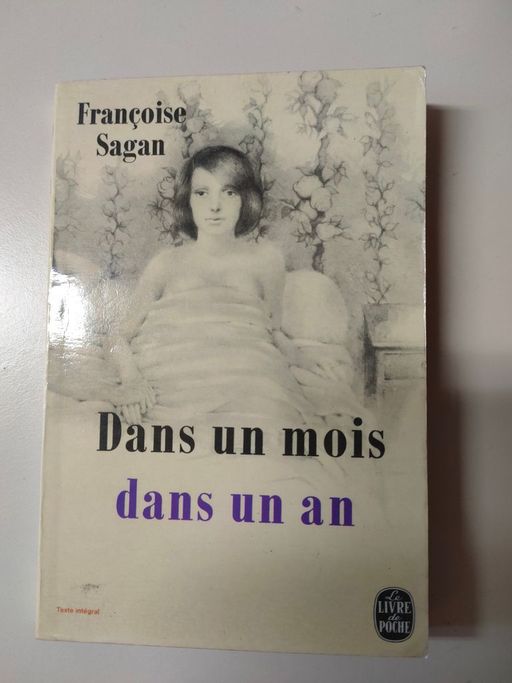 Françoise
Sagan
Dans un mois
dans un an
Texte intégral
Le
LIVRE
de
POCHE